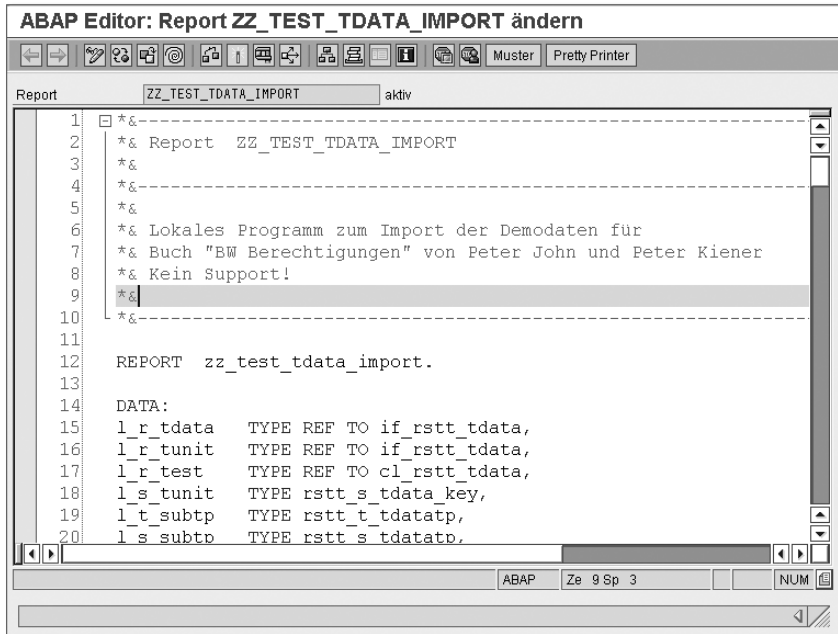 ABAP Editor: Report ZZ_TEST_TDATA_IMPORT ändern
Muster Pretty Printer
Report ZZ_TEST_TDATA_IMPORT aktiv
1 *&---------------------------------------------------------------------
2 *& Report  ZZ_TEST_TDATA_IMPORT
3 *&
4 *&---------------------------------------------------------------------
5 *&
6 *& Lokales Programm zum Import der Demodaten für
7 *& Buch "BW Berechtigungen" von Peter John und Peter Kiener
8 *& Kein Support!
9 *&
10 *&---------------------------------------------------------------------
11
12 REPORT  zz_test_tdata_import.
13
14 DATA:
15 l_r_tdata   TYPE REF TO if_rstt_tdata,
16 l_r_tunit   TYPE REF TO if_rstt_tdata,
17 l_r_test    TYPE REF TO cl_rstt_tdata,
18 l_s_tunit   TYPE rstt_s_tdata_key,
19 l_t_subtp   TYPE rstt_t_tdatatp,
20 l_s_subtp   TYPE rstt_s_tdatatp,
ABAP Ze 9 Sp 3 NUM